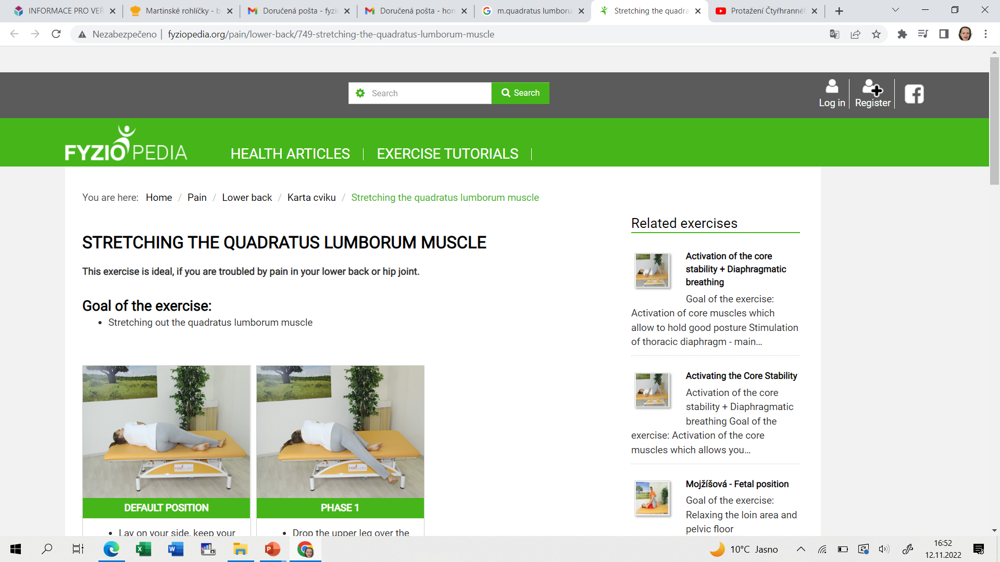 INFORMACE PRO VEŘ
Martinské rohlíčky - b
Doručená pošta - fyzi
Doručená pošta - hon
m.quadratus lumboru
Stretching the quadra
Protažení Čtyřhranné
Nezabezpečeno | fyziopedia.org/pain/lower-back/749-stretching-the-quadratus-lumborum-muscle
Search
Search
Log in
Register
FYZIOPEDIA
HEALTH ARTICLES
EXERCISE TUTORIALS
You are here: Home / Pain / Lower back / Karta cviku / Stretching the quadratus lumborum muscle
STRETCHING THE QUADRATUS LUMBORUM MUSCLE
This exercise is ideal, if you are troubled by pain in your lower back or hip joint.
Goal of the exercise:
• Stretching out the quadratus lumborum muscle
DEFAULT POSITION
• Lay on your side, keep your
PHASE 1
• Drop the upper leg over the
Related exercises
Activation of the core
stability + Diaphragmatic
breathing
Goal of the exercise:
Activation of core muscles which
allow to hold good posture Stimulation
of thoracic diaphragm - main...
Activating the Core Stability
Activation of the core
stability + Diaphragmatic
breathing Goal of the
exercise: Activation of the core
muscles which allows you...
Mojžíšová - Fetal position
Goal of the exercise:
Relaxing the loin area and
pelvic floor
10°C Jasno
16:52
12.11.2022